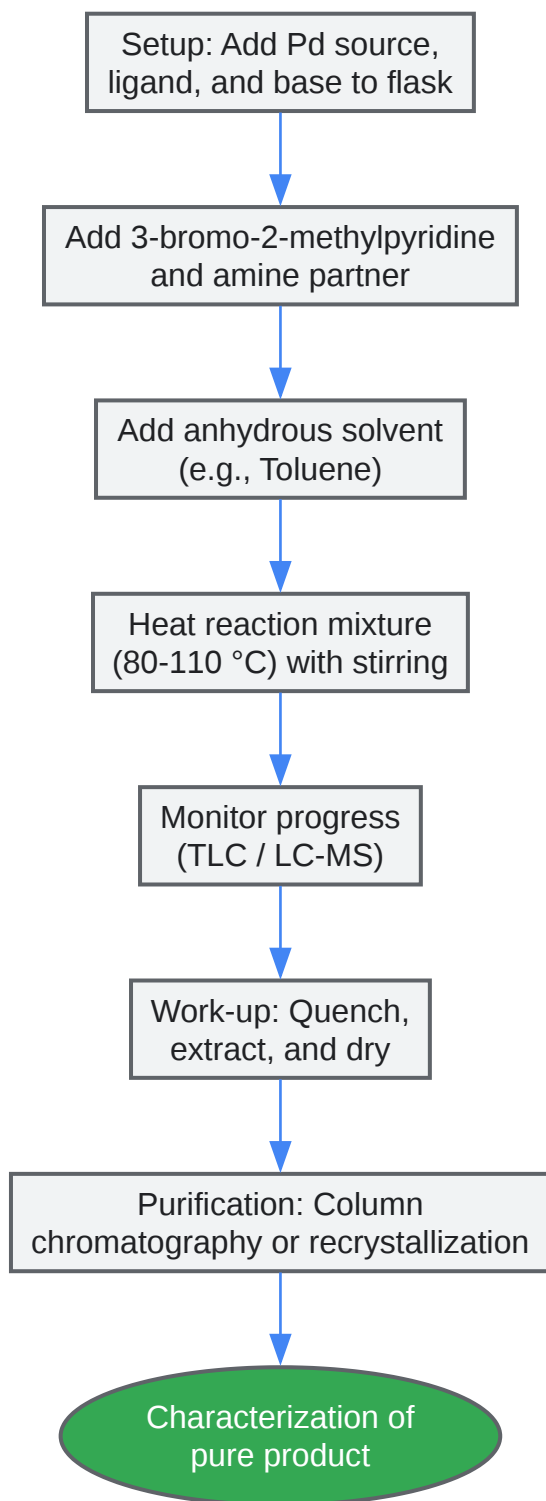 Setup: Add Pd source,
ligand, and base to flask
Add 3-bromo-2-methylpyridine
and amine partner
Add anhydrous solvent
(e.g., Toluene)
Heat reaction mixture
(80-110 °C) with stirring
Monitor progress
(TLC / LC-MS)
Work-up: Quench,
extract, and dry
Purification: Column
chromatography or recrystallization
Characterization of
pure product